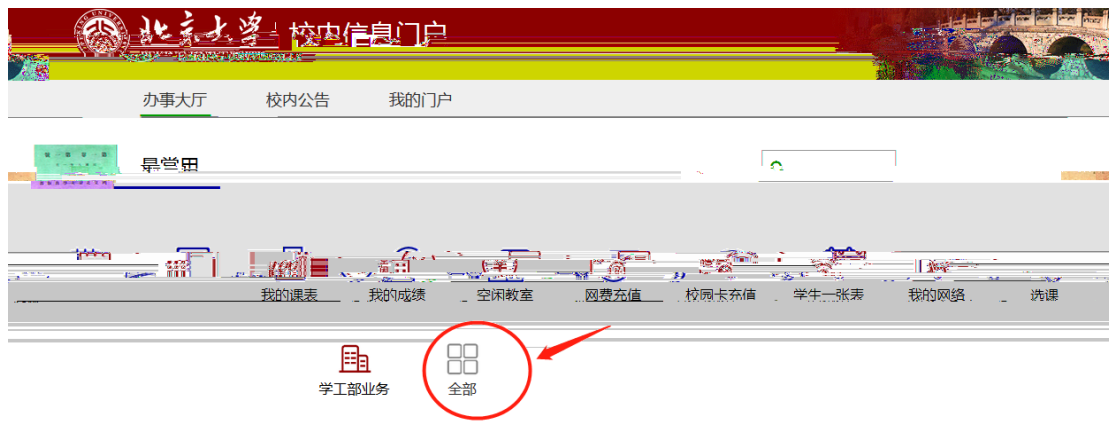 北京大学 校内信息门户
办事大厅 校内公告 我的门户
最常用
我的课表 我的成绩 空闲教室 网费充值 校园卡充值 学生一张表 我的网络 选课
学工部业务 全部